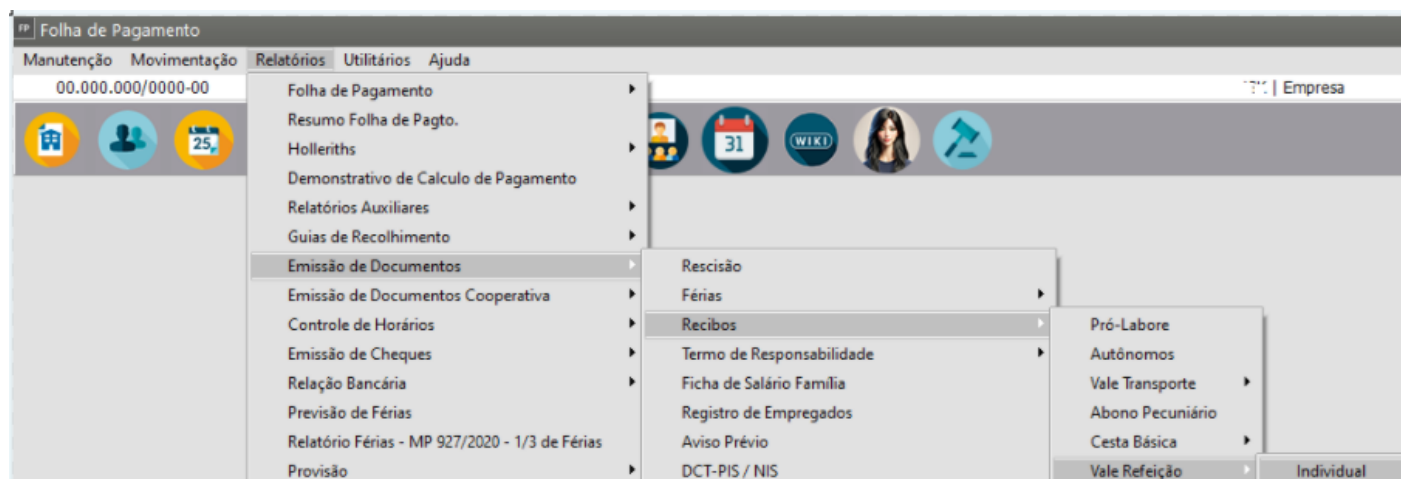 FP Folha de Pagamento
Manutenção Movimentação Relatórios Utilitários Ajuda
00.000.000/0000-00 | Empresa
25
31
WIKI
Folha de Pagamento
Resumo Folha de Pagto.
Holleriths
Demonstrativo de Calculo de Pagamento
Relatórios Auxiliares
Guias de Recolhimento
Emissão de Documentos
Emissão de Documentos Cooperativa
Controle de Horários
Emissão de Cheques
Relação Bancária
Previsão de Férias
Relatório Férias - MP 927/2020 - 1/3 de Férias
Provisão
Rescisão
Férias
Recibos
Termo de Responsabilidade
Ficha de Salário Família
Registro de Empregados
Aviso Prévio
DCT-PIS / NIS
Pró-Labore
Autônomos
Vale Transporte
Abono Pecuniário
Cesta Básica
Vale Refeição
Individual